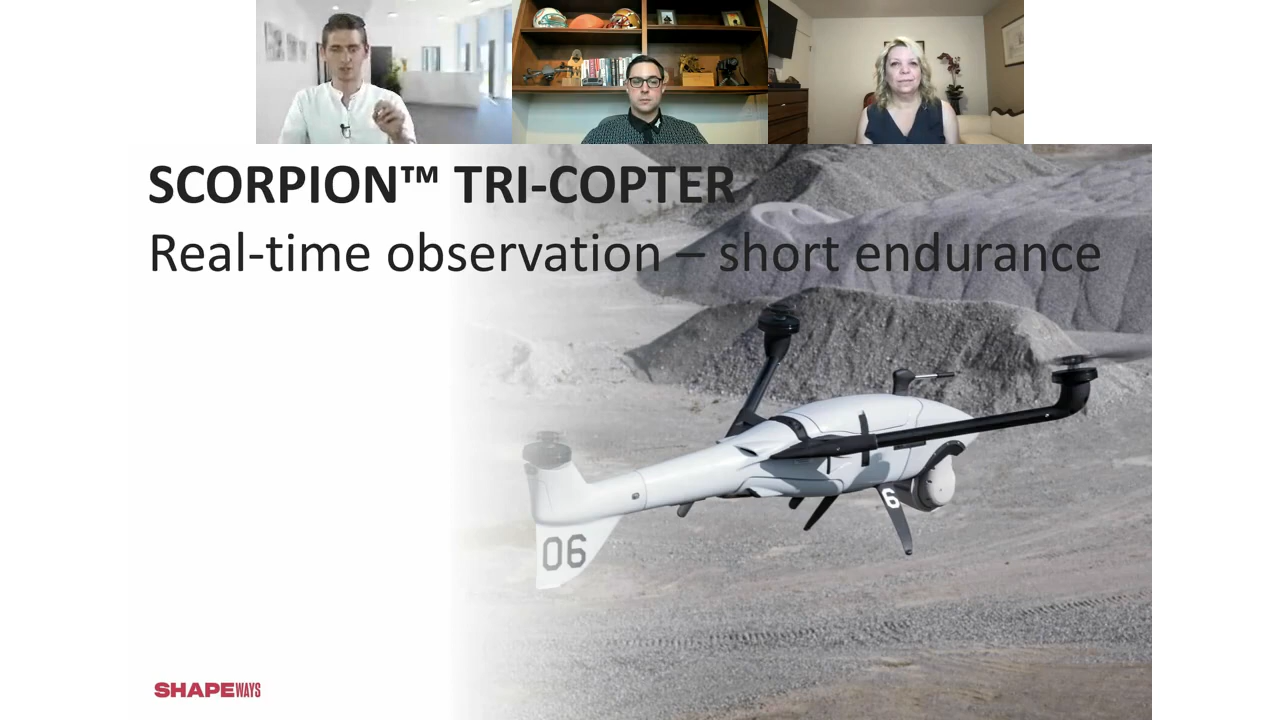 SCORPION™ TRI-COPTER
Real-time observation – short endurance
6
06
SHAPEWAYS